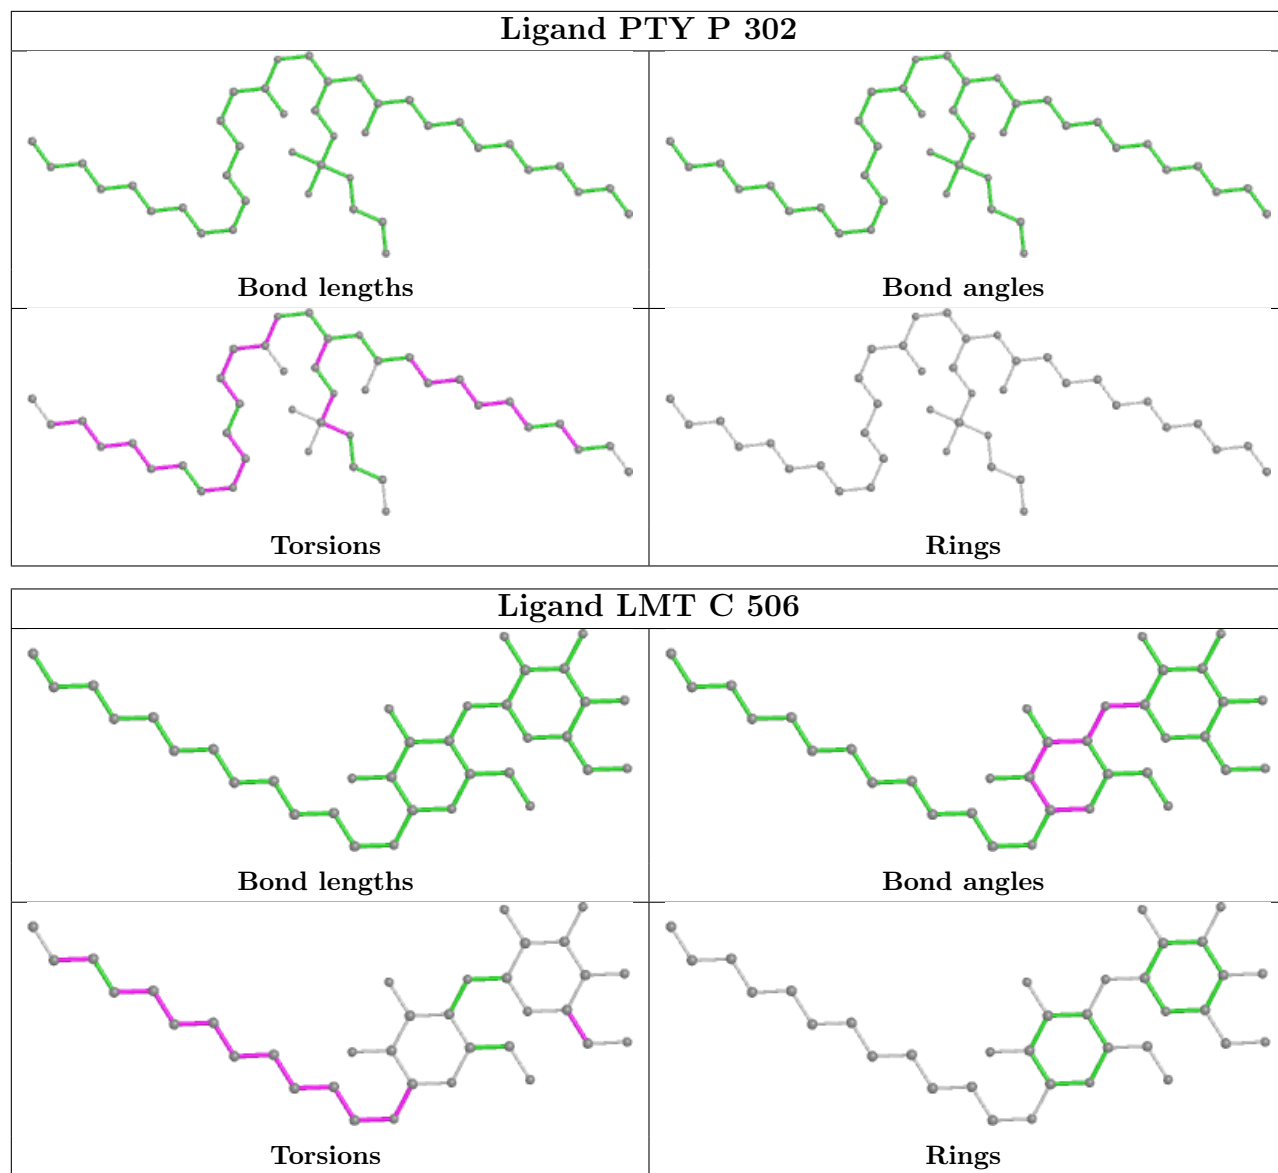 Ligand PTY P 302
Bond lengths
Bond angles
Torsions
Rings
Ligand LMT C 506
Bond lengths
Bond angles
Torsions
Rings